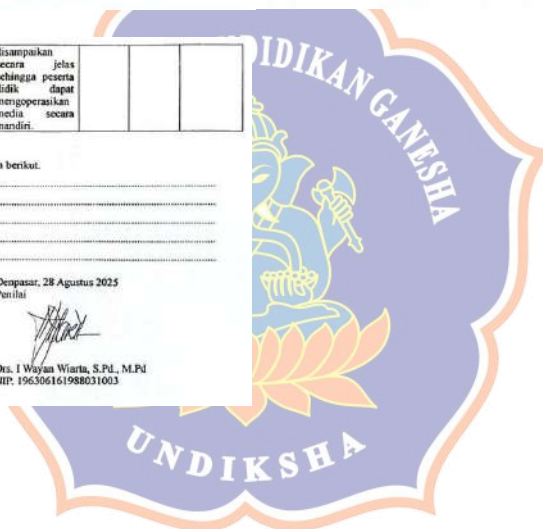 disampaikan
secara jelas
sehingga peserta
didik dapat
mengoperasikan
media secara
mandiri.
berikut.
Denpasar, 28 Agustus 2025
Penilai
Drs. I Wayan Wiarta, S.Pd., M.Pd
NIP. 196306161988031003
DIDIKAN GANESHA
UNDIKSHA